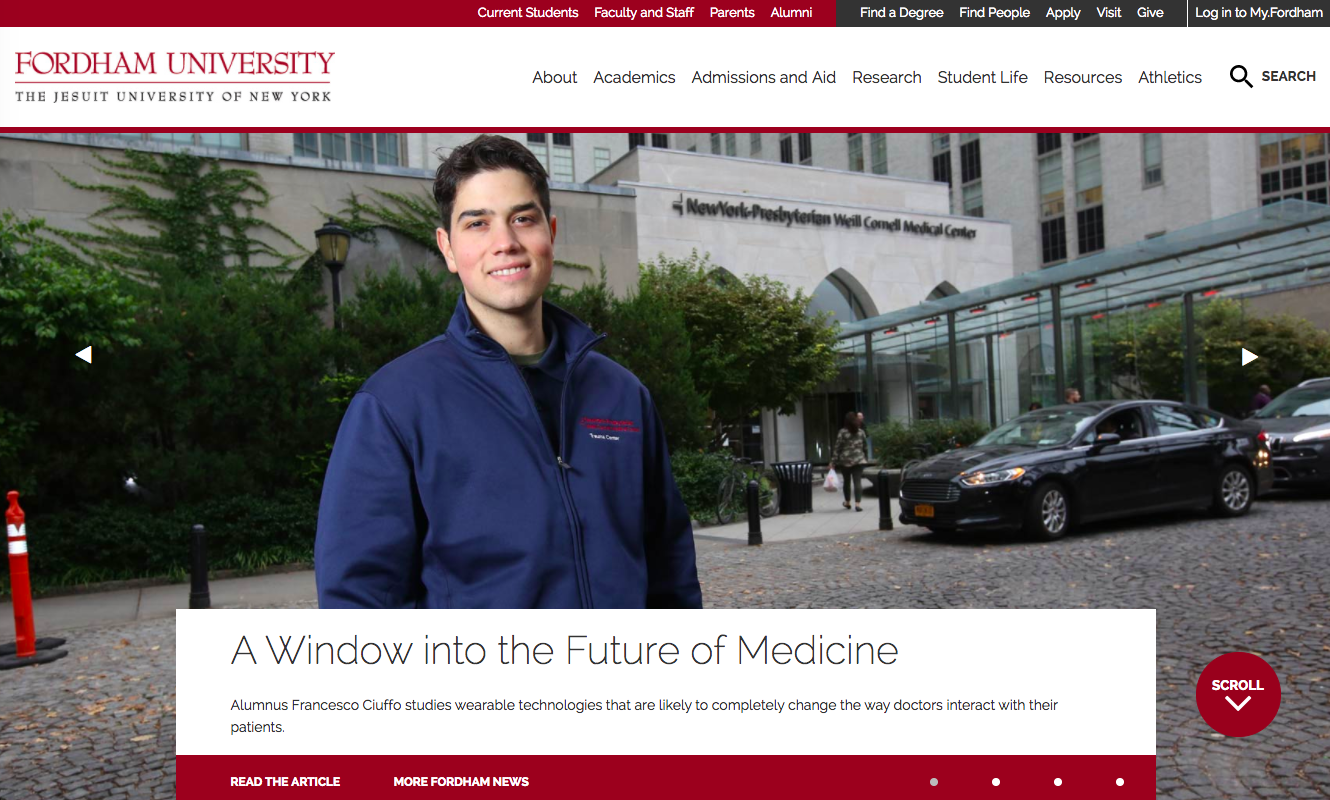 Current Students Faculty and Staff Parents Alumni Find a Degree Find People Apply Visit Give Log in to My.Fordham
FORDHAM UNIVERSITY
THE JESUIT UNIVERSITY OF NEW YORK
About Academics Admissions and Aid Research Student Life Resources Athletics SEARCH
NewYork-Presbyterian Weill Cornell Medical Center
Trauma Center
A Window into the Future of Medicine
Alumnus Francesco Ciuffo studies wearable technologies that are likely to completely change the way doctors interact with their
patients.
SCROLL
READ THE ARTICLE MORE FORDHAM NEWS